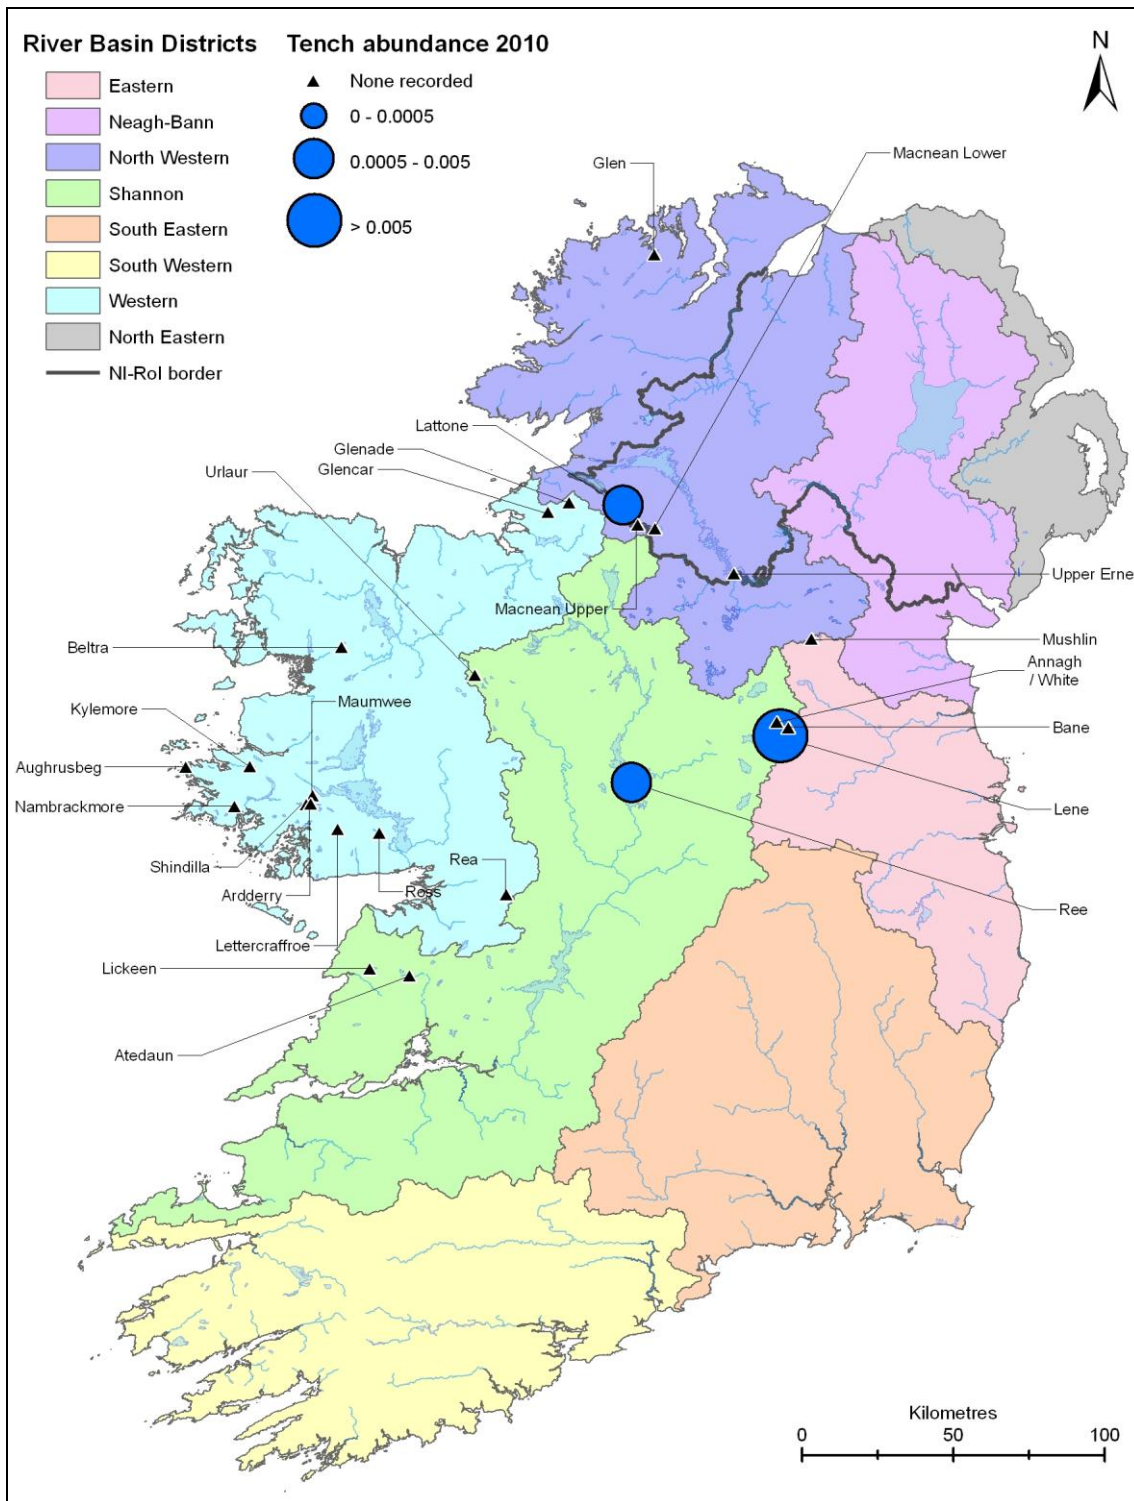 River Basin Districts
Eastern
Neagh-Bann
North Western
Shannon
South Eastern
South Western
Western
North Eastern
NI-RoI border
Tench abundance 2010
None recorded
0 - 0.0005
0.0005 - 0.005
> 0.005
N
Macnean Lower
Glen
Lattone
Glenade
Glencar
Urlaur
Upper Erne
Macnean Upper
Mushlin
Beltra
Annagh
/ White
Maumwee
Kylemore
Bane
Aughrusbeg
Nambrackmore
Lene
Shindilla
Rea
Ardderry
Ross
Ree
Lettercraffroe
Lickeen
Atedaun
Kilometres
0 50 100